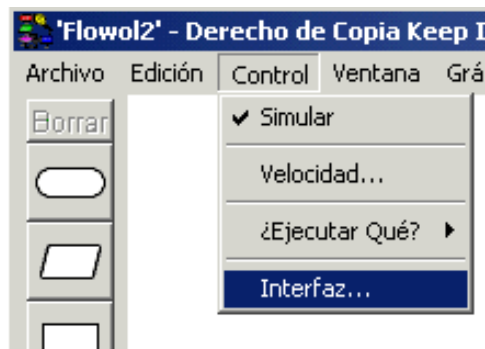 'Flowol2' - Derecho de Copia Keep I
Archivo Edición Control Ventana Grá
Borrar
Simular
Velocidad...
¿Ejecutar Qué?
Interfaz...